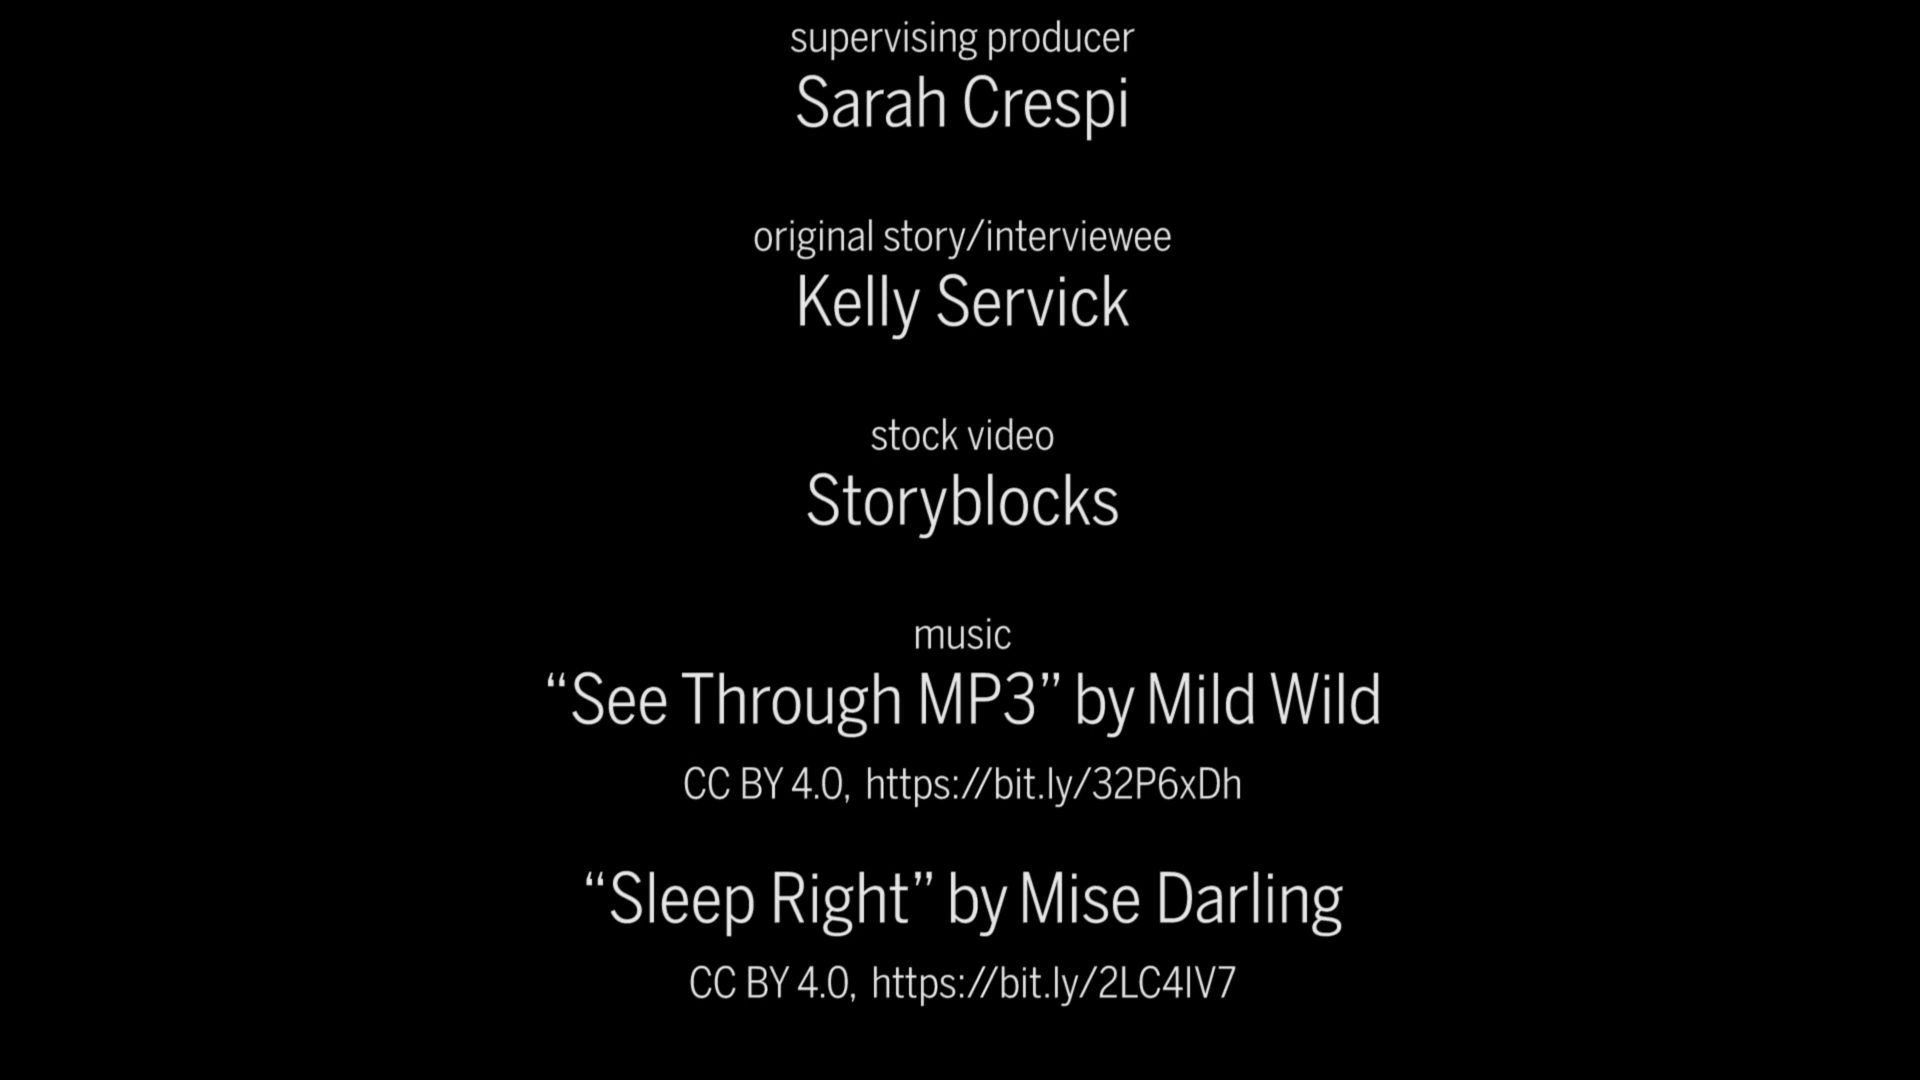 supervising producer
Sarah Crespi
original story/interviewee
Kelly Servick
stock video
Storyblocks
music
“See Through MP3” by Mild Wild
CC BY 4.0, https://bit.ly/32P6xDh
“Sleep Right” by Mise Darling
CC BY 4.0, https://bit.ly/2LC4IV7